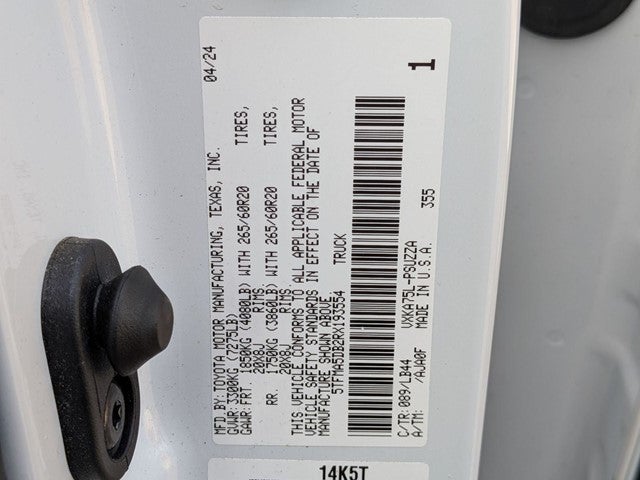 MFD BY: TOYOTA MOTOR MANUFACTURING, TEXAS, INC. 04/24
GVWR: 3300KG (7275LB)
GAWR: FRT. 1850KG (4080LB) WITH 265/60R20 TIRES,
20X8J RIMS.
RR. 1750KG (3860LB) WITH 265/60R20 TIRES,
20X8J RIMS.
THIS VEHICLE CONFORMS TO ALL APPLICABLE FEDERAL MOTOR
VEHICLE SAFETY STANDARDS IN EFFECT ON THE DATE OF
MANUFACTURE SHOWN ABOVE.
5TFMA5DB2RX193554 TRUCK
1
C/TR: 089/LB44 VXKA75L-PSUZZA 355
A/TM: /AJA0F MADE IN U.S.A.
14K5T